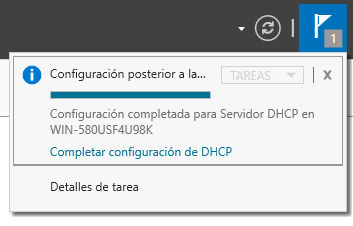 1
Configuración posterior a la...
TAREAS
X
Configuración completada para Servidor DHCP en
WIN-580USF4U98K
Completar configuración de DHCP
Detalles de tarea